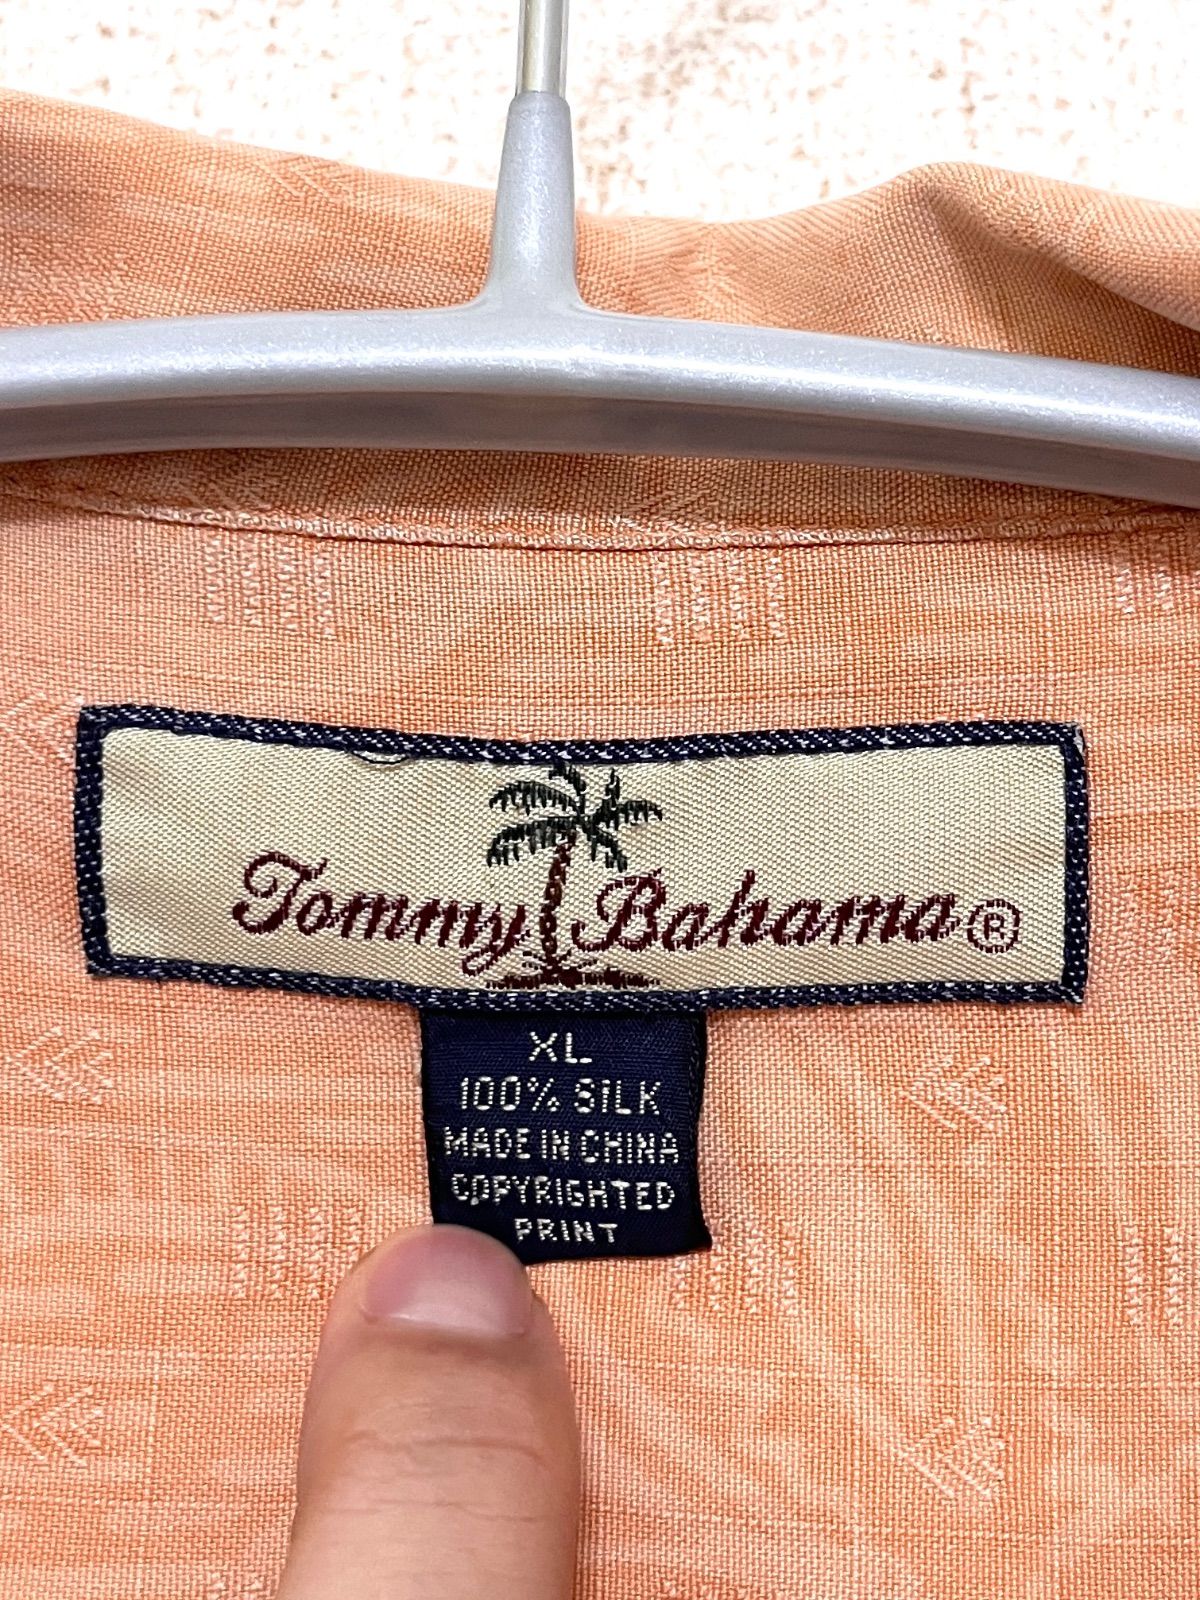 Tommy Bahama ®
XL
100% SILK
MADE IN CHINA
COPYRIGHTED
PRINT